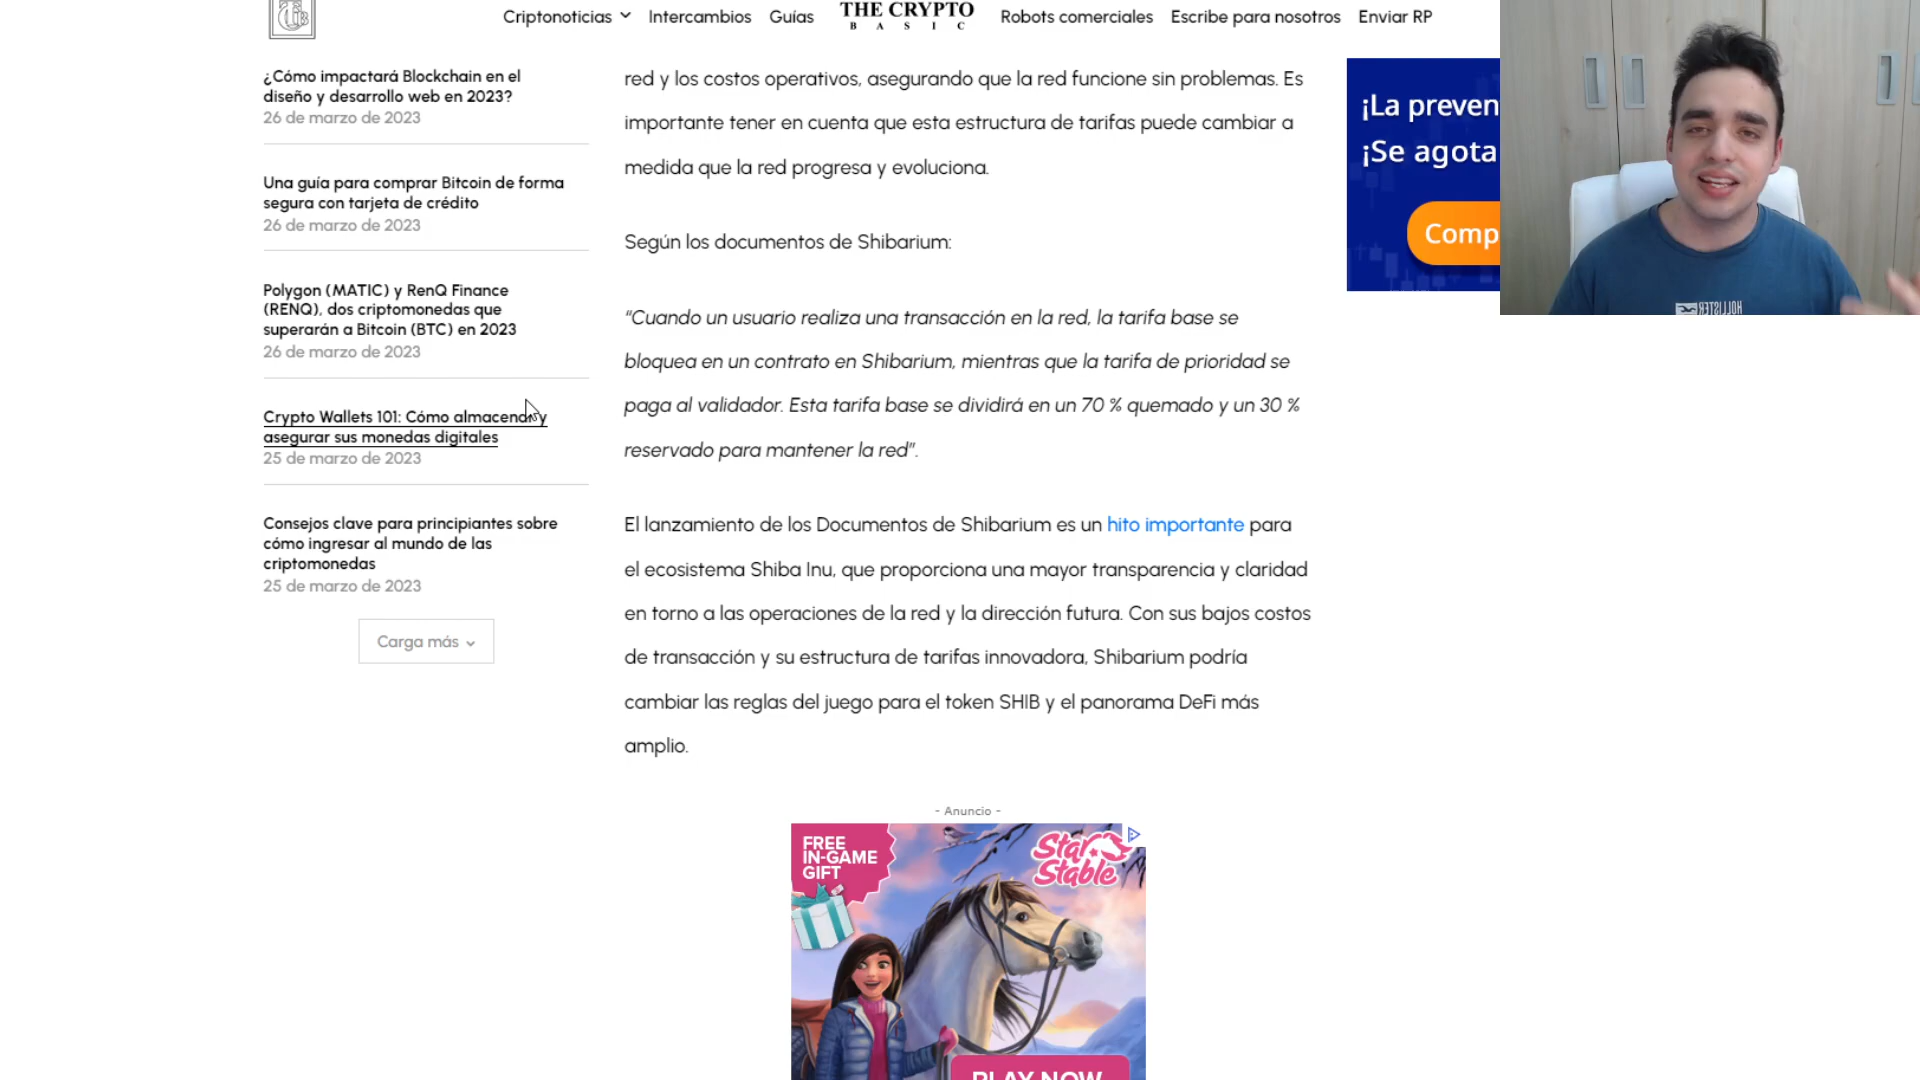 Criptonoticias
Intercambios
Guías
THE CRYPTO
BASIC
Robots comerciales
Escribe para nosotros
Enviar RP
¿Cómo impactará Blockchain en el
diseño y desarrollo web en 2023?
26 de marzo de 2023
Una guía para comprar Bitcoin de forma
segura con tarjeta de crédito
26 de marzo de 2023
Polygon (MATIC) y RenQ Finance
(RENQ), dos criptomonedas que
superarán a Bitcoin (BTC) en 2023
26 de marzo de 2023
Crypto Wallets 101: Cómo almacenar y
asegurar sus monedas digitales
25 de marzo de 2023
Consejos clave para principiantes sobre
cómo ingresar al mundo de las
criptomonedas
25 de marzo de 2023
Carga más
red y los costos operativos, asegurando que la red funcione sin problemas. Es
importante tener en cuenta que esta estructura de tarifas puede cambiar a
medida que la red progresa y evoluciona.
Según los documentos de Shibarium:
“Cuando un usuario realiza una transacción en la red, la tarifa base se
bloquea en un contrato en Shibarium, mientras que la tarifa de prioridad se
paga al validador. Esta tarifa base se dividirá en un 70 % quemado y un 30 %
reservado para mantener la red”.
El lanzamiento de los Documentos de Shibarium es un hito importante para
el ecosistema Shiba Inu, que proporciona una mayor transparencia y claridad
en torno a las operaciones de la red y la dirección futura. Con sus bajos costos
de transacción y su estructura de tarifas innovadora, Shibarium podría
cambiar las reglas del juego para el token SHIB y el panorama DeFi más
amplio.
- Anuncio -
FREE
IN-GAME
GIFT
Star
Stable
PLAY NOW
¡La preven
¡Se agota
Comp
HOLLISTER